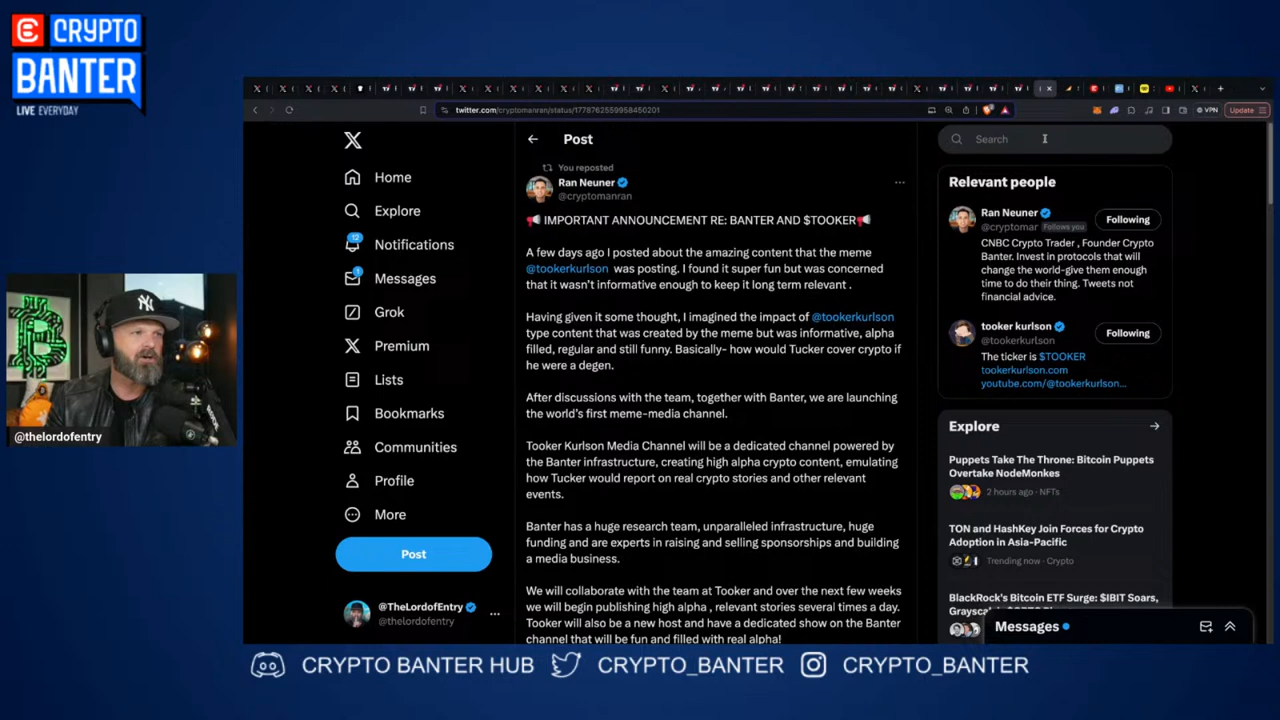 CRYPTO
BANTER
LIVE EVERYDAY
twitter.com/cryptomanran/status/1778762559958450201
VPN
Update
Home
Explore
12
Notifications
1
Messages
Grok
Premium
Lists
Bookmarks
Communities
Profile
More
Post
@TheLordofEntry
@thelordofentry
Post
You reposted
Ran Neuner
@cryptomanran
📢 IMPORTANT ANNOUNCEMENT RE: BANTER AND $TOOKER📢
A few days ago I posted about the amazing content that the meme
@tookerkurlson was posting. I found it super fun but was concerned
that it wasn't informative enough to keep it long term relevant .
Having given it some thought, I imagined the impact of @tookerkurlson
type content that was created by the meme but was informative, alpha
filled, regular and still funny. Basically- how would Tucker cover crypto if
he were a degen.
After discussions with the team, together with Banter, we are launching
the world's first meme-media channel.
Tooker Kurlson Media Channel will be a dedicated channel powered by
the Banter infrastructure, creating high alpha crypto content, emulating
how Tucker would report on real crypto stories and other relevant
events.
Banter has a huge research team, unparalleled infrastructure, huge
funding and are experts in raising and selling sponsorships and building
a media business.
We will collaborate with the team at Tooker and over the next few weeks
we will begin publishing high alpha , relevant stories several times a day.
Tooker will also be a new host and have a dedicated show on the Banter
channel that will be fun and filled with real alpha!
Search
Relevant people
Ran Neuner
@cryptomar Follows you
Following
CNBC Crypto Trader , Founder Crypto
Banter. Invest in protocols that will
change the world-give them enough
time to do their thing. Tweets not
financial advice.
tooker kurlson
@tookerkurlson
Following
The ticker is $TOOKER
tookerkurlson.com
youtube.com/@tookerkurlson...
Explore
Puppets Take The Throne: Bitcoin Puppets
Overtake NodeMonkes
2 hours ago · NFTs
TON and HashKey Join Forces for Crypto
Adoption in Asia-Pacific
Trending now · Crypto
BlackRock's Bitcoin ETF Surge: $IBIT Soars,
Messages
@thelordofentry
CRYPTO BANTER HUB
CRYPTO_BANTER
CRYPTO_BANTER